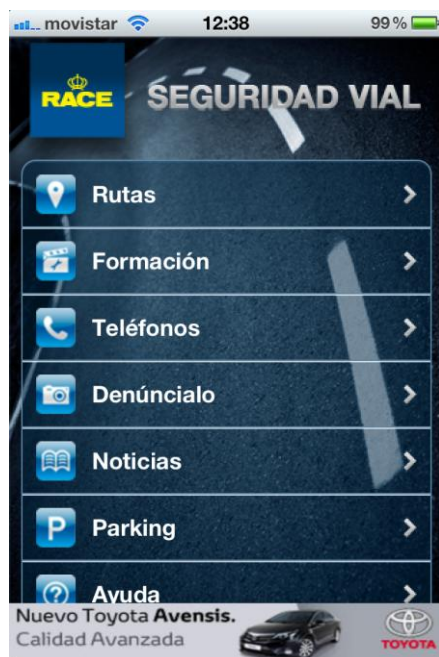 movistar 12:38 99 %
RACE SEGURIDAD VIAL
Rutas
Formación
Teléfonos
Denúncialo
Noticias
P Parking
? Ayuda
Nuevo Toyota Avensis.
Calidad Avanzada
TOYOTA